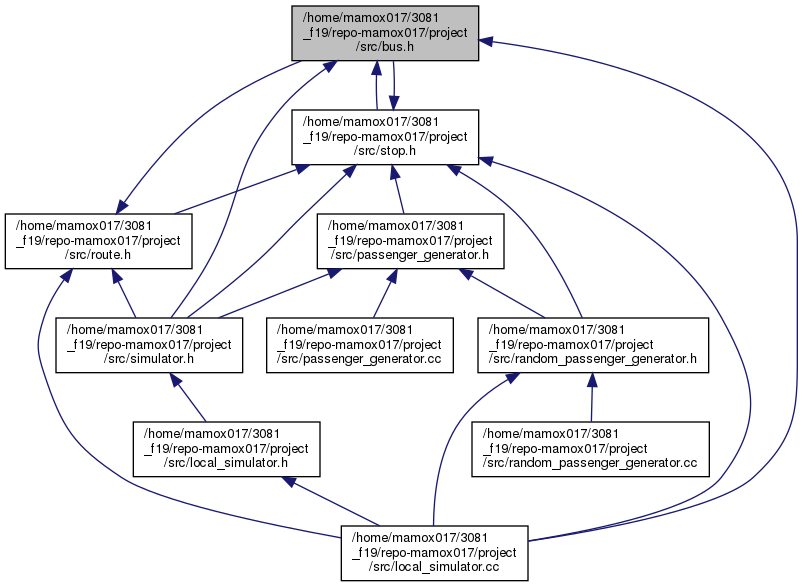 /home/mamox017/3081
_f19/repo-mamox017/project
/src/bus.h
/home/mamox017/3081
_f19/repo-mamox017/project
/src/stop.h
/home/mamox017/3081
_f19/repo-mamox017/project
/src/route.h
/home/mamox017/3081
_f19/repo-mamox017/project
/src/passenger_generator.h
/home/mamox017/3081
_f19/repo-mamox017/project
/src/simulator.h
/home/mamox017/3081
_f19/repo-mamox017/project
/src/passenger_generator.cc
/home/mamox017/3081
_f19/repo-mamox017/project
/src/random_passenger_generator.h
/home/mamox017/3081
_f19/repo-mamox017/project
/src/local_simulator.h
/home/mamox017/3081
_f19/repo-mamox017/project
/src/random_passenger_generator.cc
/home/mamox017/3081
_f19/repo-mamox017/project
/src/local_simulator.cc